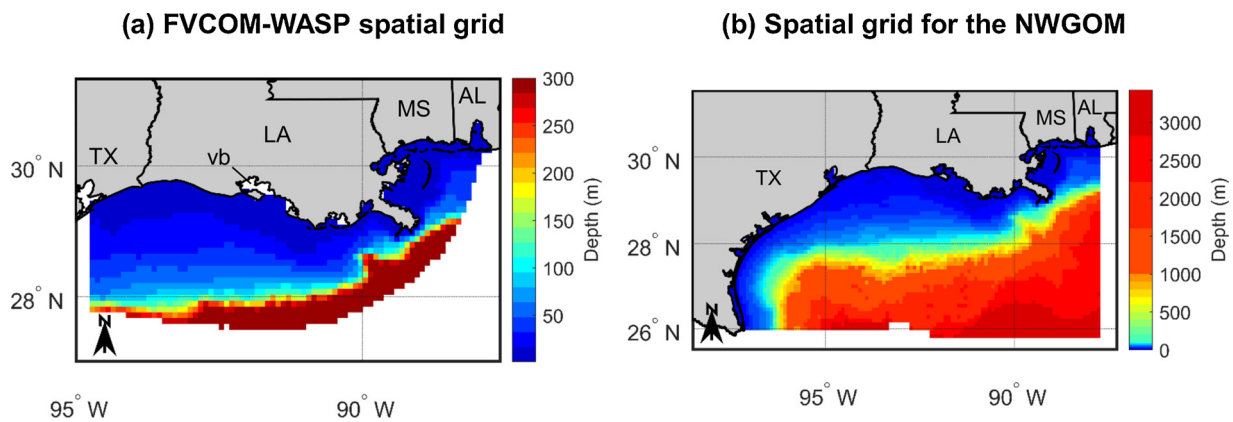 (a) FVCOM-WASP spatial grid
(b) Spatial grid for the NWGOM
TX
LA
MS
AL
vb
30° N
28° N
95° W
90° W
N
300
250
200
150
100
50
Depth (m)
TX
LA
MS
AL
30° N
28° N
26° N
95° W
90° W
N
3000
2500
2000
1500
1000
500
0
Depth (m)